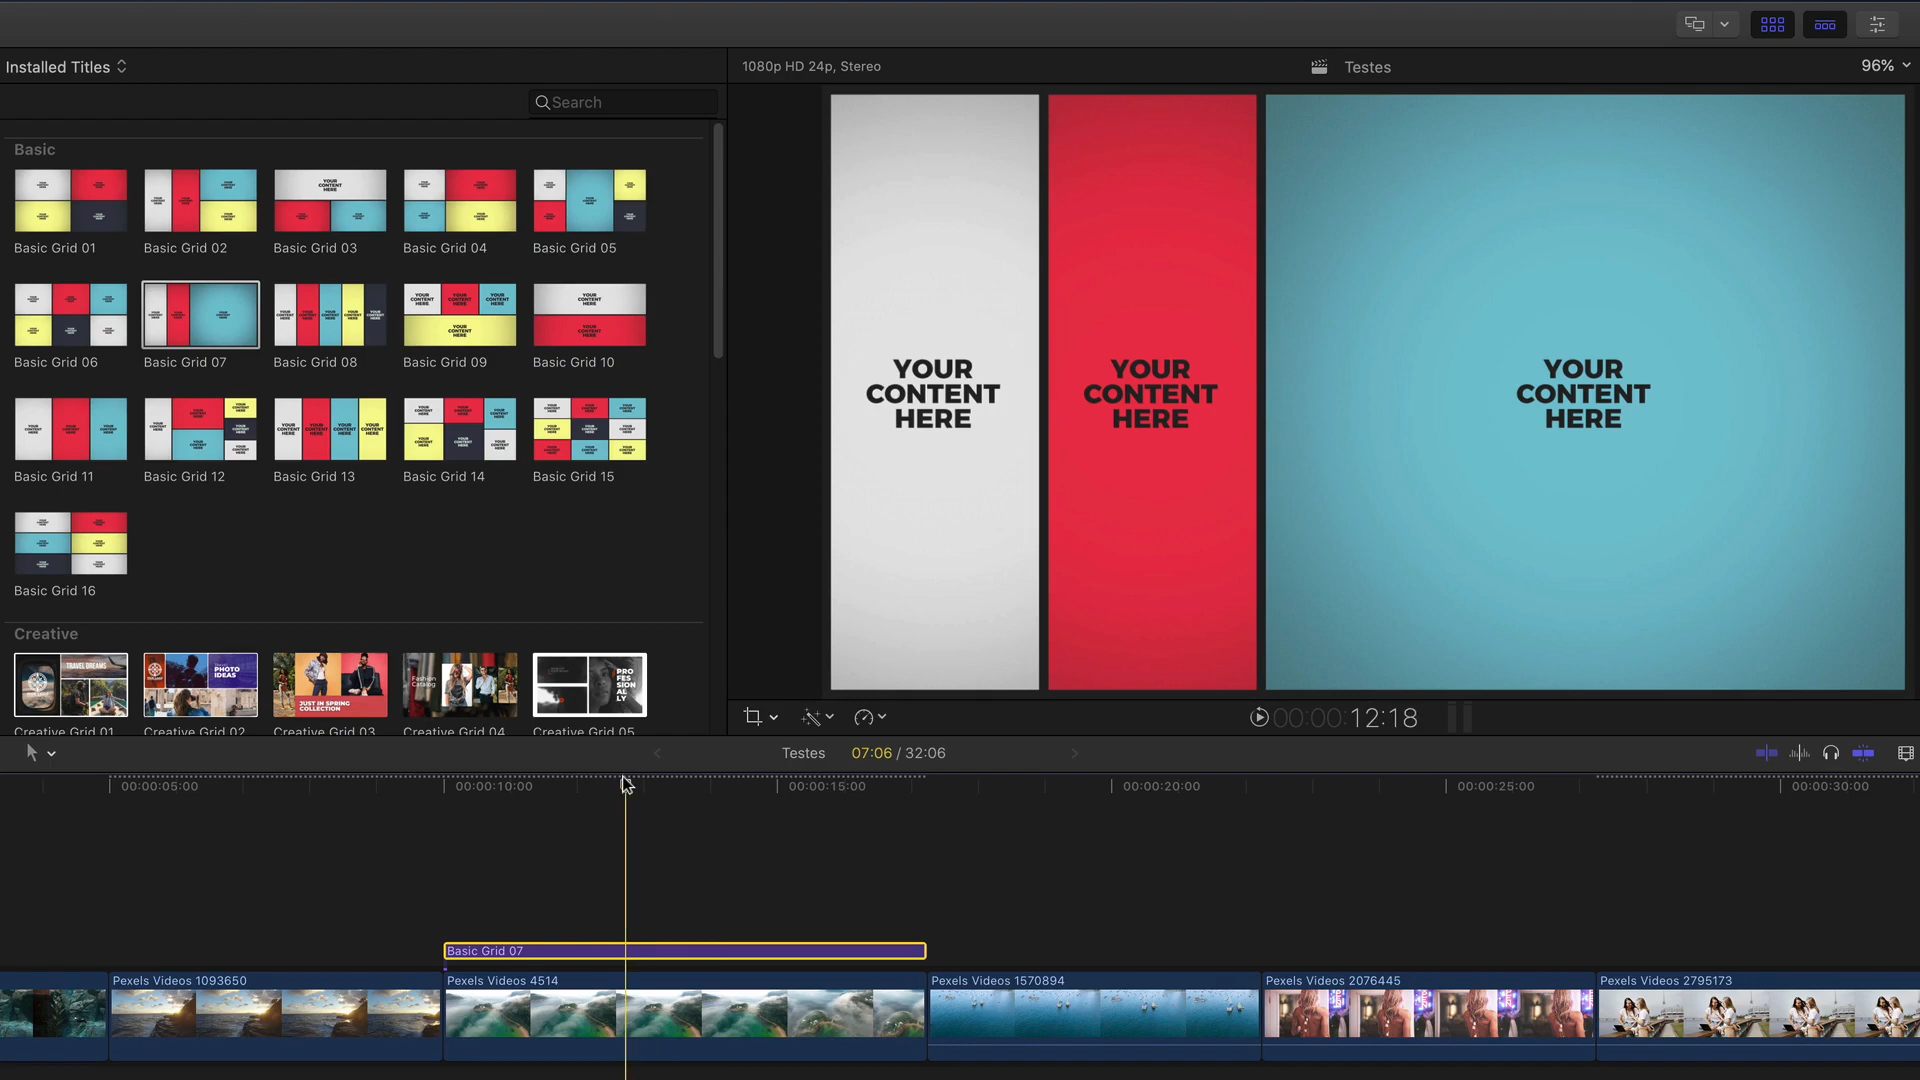 Installed Titles
1080p HD 24p, Stereo
Testes
96%
Search
Basic
Basic Grid 01
Basic Grid 02
Basic Grid 03
Basic Grid 04
Basic Grid 05
Basic Grid 06
Basic Grid 07
Basic Grid 08
Basic Grid 09
Basic Grid 10
Basic Grid 11
Basic Grid 12
Basic Grid 13
Basic Grid 14
Basic Grid 15
Basic Grid 16
YOUR
CONTENT
HERE
YOUR
CONTENT
HERE
YOUR
CONTENT
HERE
Creative
TRAVEL DREAMS
PHOTO
IDEAS
JUST IN SPRING
COLLECTION
Fashion
Catalog
PRO
FES
SION
AL
LY
Creative Grid 01
Creative Grid 02
Creative Grid 03
Creative Grid 04
Creative Grid 05
00:00:12:18
Testes
07:06 / 32:06
00:00:05:00
00:00:10:00
00:00:15:00
00:00:20:00
00:00:25:00
00:00:30:00
Basic Grid 07
Pexels Videos 1093650
Pexels Videos 4514
Pexels Videos 1570894
Pexels Videos 2076445
Pexels Videos 2795173